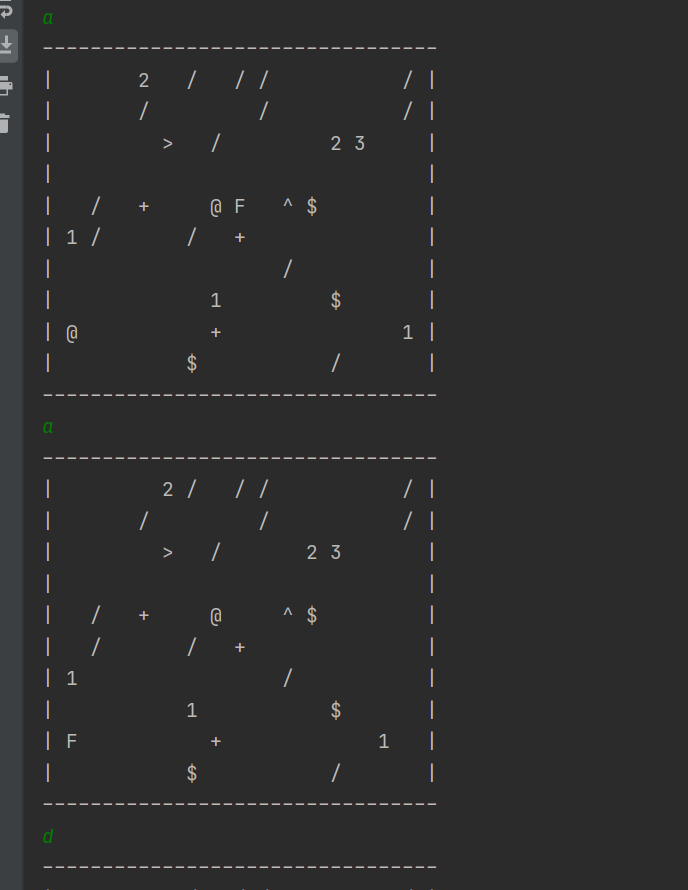 a
---------------------------------
|       2   /   / /           / |
|       /         /           / |
|         >   /         2 3     |
|                               |
|   /   +     @ F   ^ $         |
| 1 /       /   +               |
|                   /           |
|             1         $       |
| @           +               1 |
|           $           /       |
---------------------------------
a
---------------------------------
|         2 /   / /           / |
|       /         /           / |
|         >   /       2 3       |
|                               |
|   /   +     @     ^ $         |
|   /       /   +               |
| 1                 /           |
|           1           $       |
| F           +             1   |
|           $           /       |
---------------------------------
d
---------------------------------